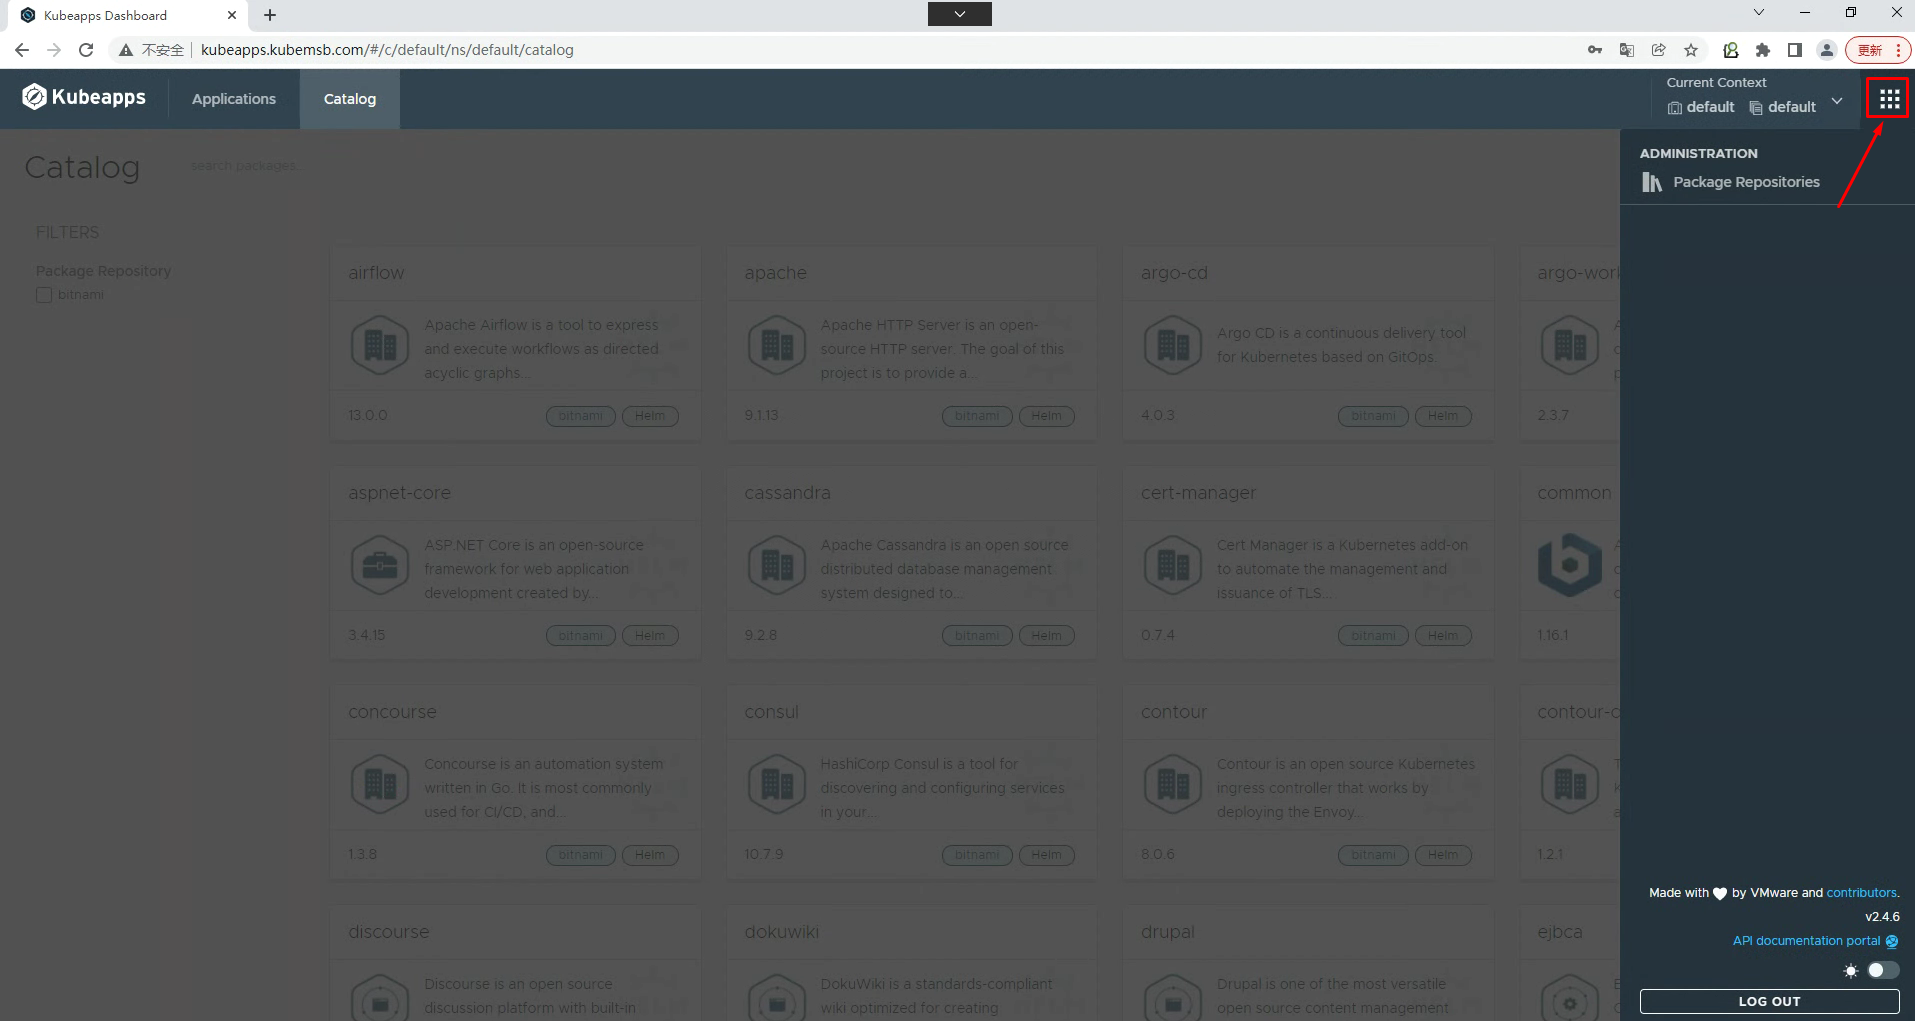 Kubeapps Dashboard
不安全
kubeapps.kubemsb.com/#/c/default/ns/default/catalog
更新
Kubeapps
Applications
Catalog
Current Context
default
default
ADMINISTRATION
Package Repositories
Catalog
search packages...
FILTERS
Package Repository
bitnami
airflow
Apache Airflow is a tool to express
and execute workflows as directed
acyclic graphs...
13.0.0
bitnami
Helm
apache
Apache HTTP Server is an open-
source HTTP server. The goal of this
project is to provide a...
9.1.13
bitnami
Helm
argo-cd
Argo CD is a continuous delivery tool
for Kubernetes based on GitOps.
4.0.3
bitnami
Helm
argo-work
2.3.7
aspnet-core
ASP.NET Core is an open-source
framework for web application
development created by...
3.4.15
bitnami
Helm
cassandra
Apache Cassandra is an open source
distributed database management
system designed to...
9.2.8
bitnami
Helm
cert-manager
Cert Manager is a Kubernetes add-on
to automate the management and
issuance of TLS...
0.7.4
bitnami
Helm
common
1.16.1
concourse
Concourse is an automation system
written in Go. It is most commonly
used for CI/CD, and...
1.3.8
bitnami
Helm
consul
HashiCorp Consul is a tool for
discovering and configuring services
in your...
10.7.9
bitnami
Helm
contour
Contour is an open source Kubernetes
ingress controller that works by
deploying the Envoy...
8.0.6
bitnami
Helm
contour-o
1.2.1
discourse
Discourse is an open source
discussion platform with built-in
dokuwiki
DokuWiki is a standards-compliant
wiki optimized for creating
drupal
Drupal is one of the most versatile
open source content management
ejbca
Made with by VMware and contributors.
v2.4.6
API documentation portal
LOG OUT